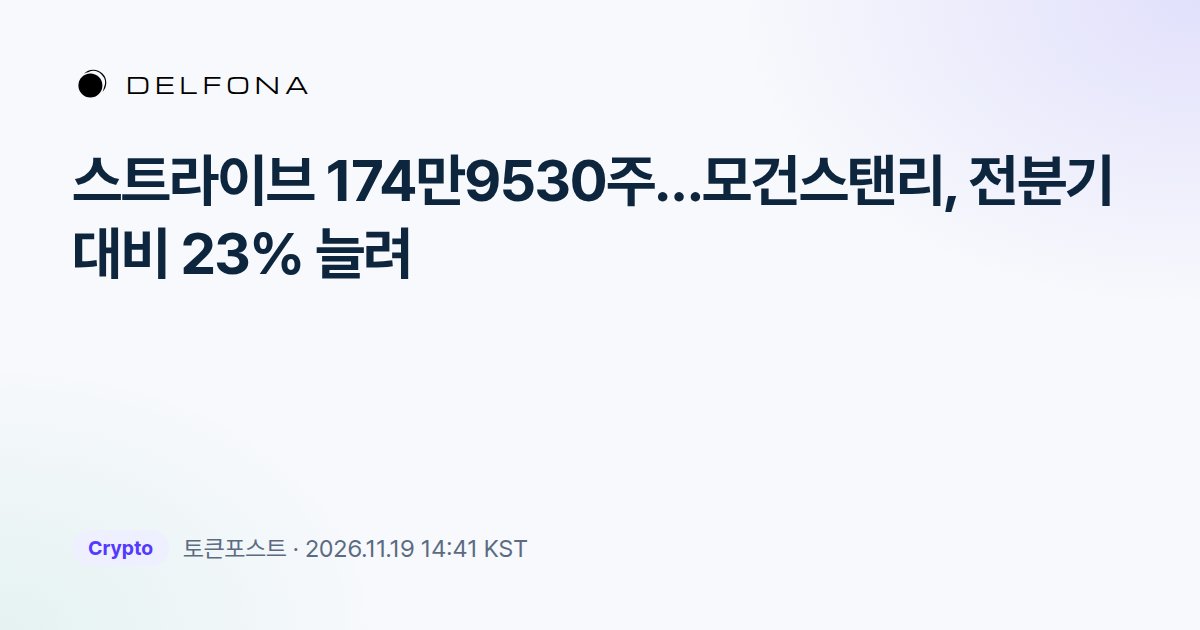 DELFONA
스트라이브 174만9530주…모건스탠리, 전분기
대비 23% 늘려
Crypto 토큰포스트 · 2026.11.19 14:41 KST